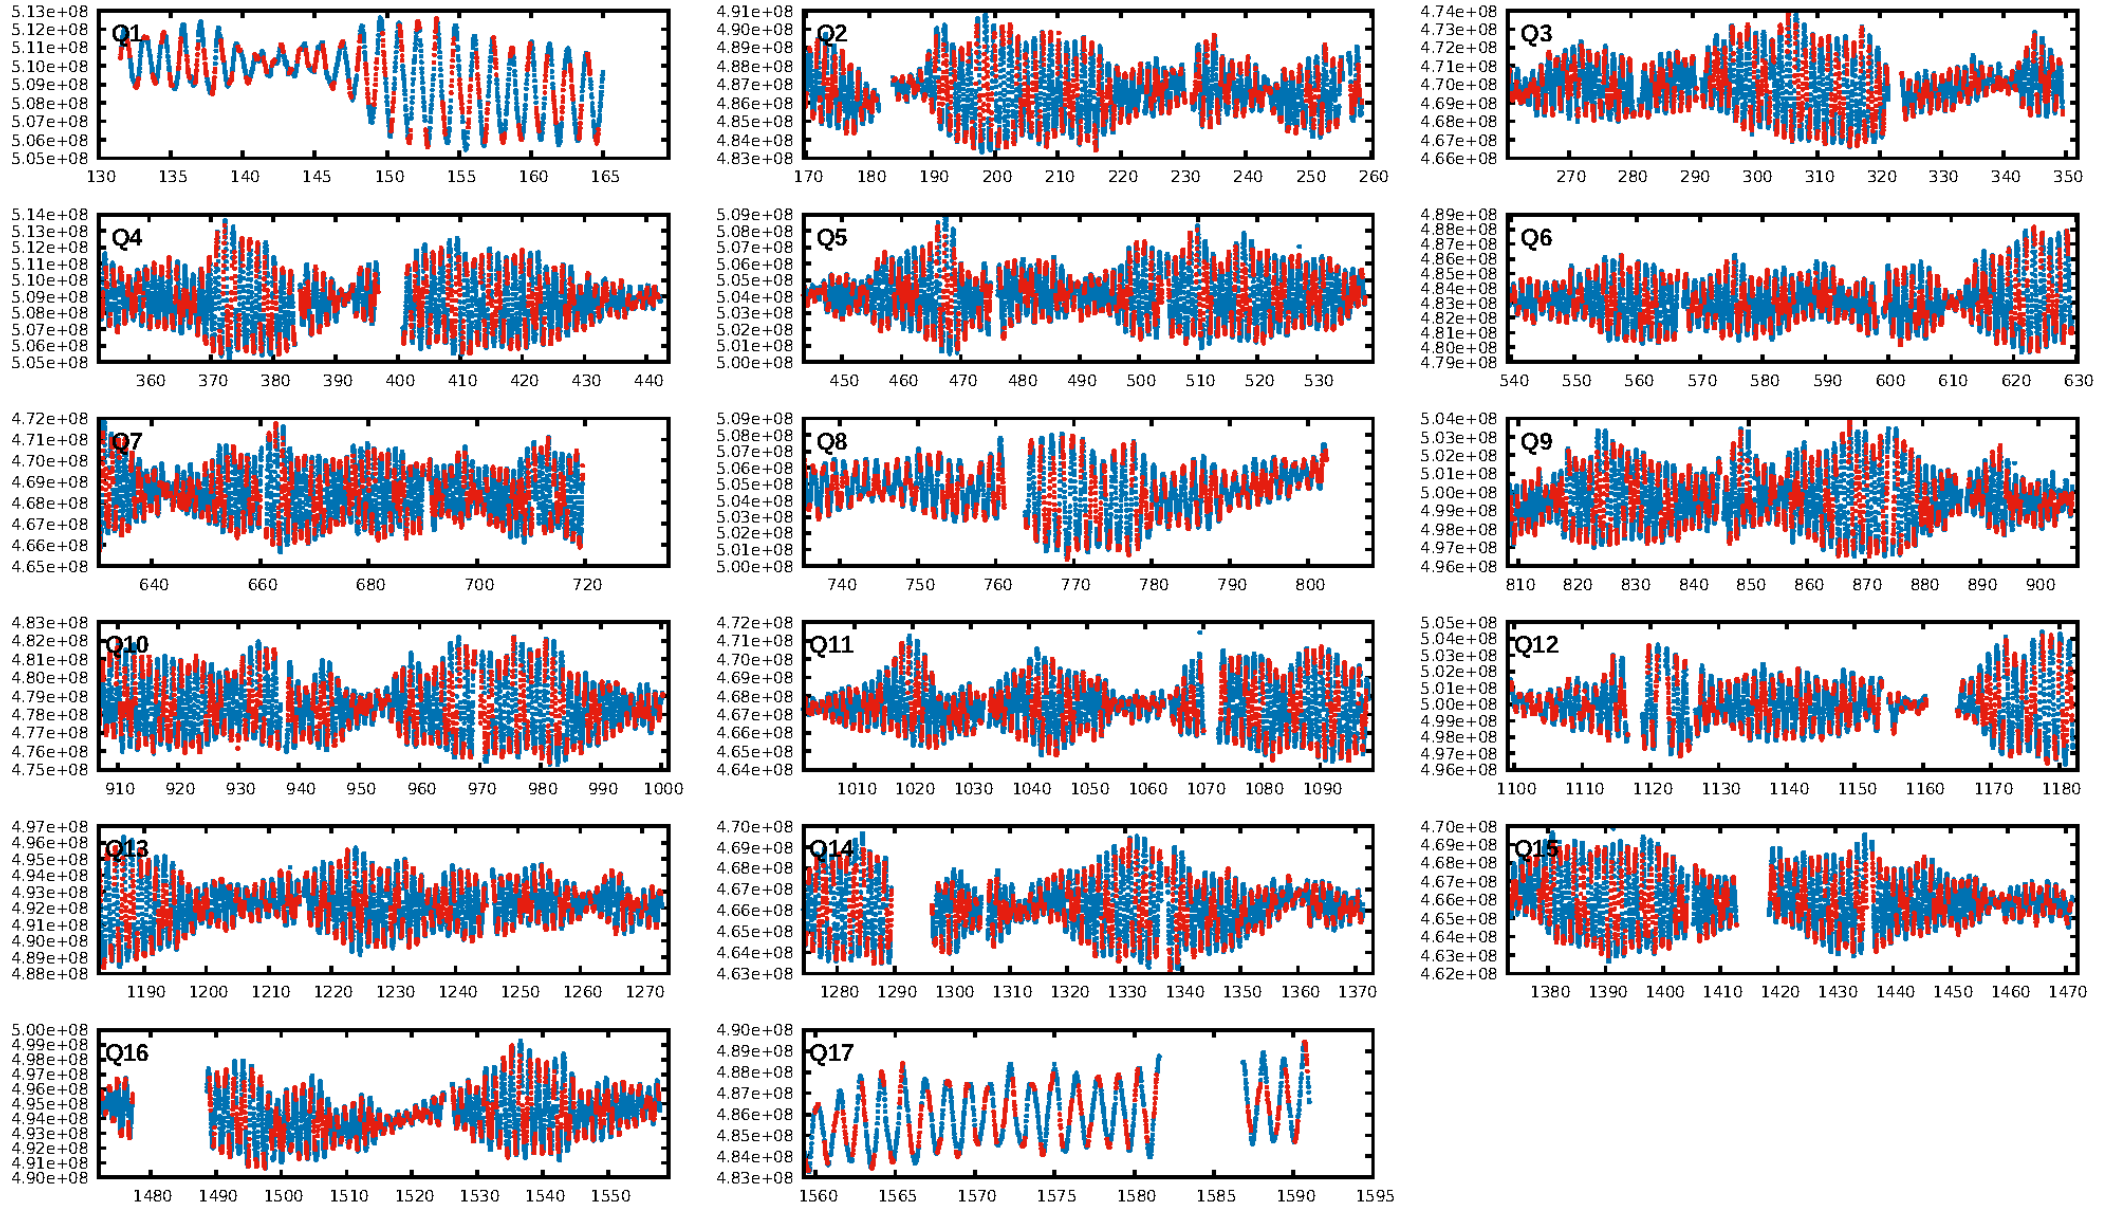 Q1
5.13e+08
5.12e+08
5.11e+08
5.10e+08
5.09e+08
5.08e+08
5.07e+08
5.06e+08
5.05e+08
130 135 140 145 150 155 160 165
Q2
4.91e+08
4.90e+08
4.89e+08
4.87e+08
4.86e+08
4.85e+08
4.84e+08
4.83e+08
170 180 190 200 210 220 230 240 250 260
Q3
4.74e+08
4.73e+08
4.72e+08
4.71e+08
4.70e+08
4.69e+08
4.68e+08
4.67e+08
4.66e+08
270 280 290 300 310 320 330 340 350
Q4
5.14e+08
5.13e+08
5.12e+08
5.11e+08
5.10e+08
5.09e+08
5.08e+08
5.07e+08
5.06e+08
5.05e+08
360 370 380 390 400 410 420 430 440
Q5
5.09e+08
5.07e+08
5.06e+08
5.05e+08
5.04e+08
5.03e+08
5.02e+08
5.01e+08
5.00e+08
450 460 470 480 490 500 510 520 530
Q6
4.89e+08
4.88e+08
4.87e+08
4.86e+08
4.85e+08
4.84e+08
4.83e+08
4.82e+08
4.81e+08
4.80e+08
4.79e+08
540 550 560 570 580 590 600 610 620 630
Q7
4.72e+08
4.71e+08
4.70e+08
4.69e+08
4.68e+08
4.67e+08
4.66e+08
4.65e+08
640 660 680 700 720
Q8
5.09e+08
5.08e+08
5.07e+08
5.06e+08
5.05e+08
5.04e+08
5.03e+08
5.02e+08
5.01e+08
5.00e+08
740 750 760 770 780 790 800
Q9
5.04e+08
5.03e+08
5.02e+08
5.01e+08
5.00e+08
4.99e+08
4.98e+08
4.97e+08
4.96e+08
810 820 830 840 850 860 870 880 890 900
Q10
4.83e+08
4.82e+08
4.81e+08
4.80e+08
4.79e+08
4.78e+08
4.77e+08
4.76e+08
4.75e+08
910 920 930 940 950 960 970 980 990 1000
Q11
4.72e+08
4.71e+08
4.70e+08
4.69e+08
4.68e+08
4.67e+08
4.66e+08
4.65e+08
4.64e+08
1010 1020 1030 1040 1050 1060 1070 1080 1090
Q12
5.05e+08
5.04e+08
5.03e+08
5.02e+08
5.01e+08
5.00e+08
4.99e+08
4.98e+08
4.97e+08
4.96e+08
1100 1110 1120 1130 1140 1150 1160 1170 1180
Q13
4.97e+08
4.96e+08
4.95e+08
4.94e+08
4.93e+08
4.92e+08
4.91e+08
4.90e+08
4.89e+08
4.88e+08
1190 1200 1210 1220 1230 1240 1250 1260 1270
Q14
4.70e+08
4.69e+08
4.68e+08
4.67e+08
4.66e+08
4.65e+08
4.64e+08
4.63e+08
1280 1290 1300 1310 1320 1330 1340 1350 1360 1370
Q15
4.70e+08
4.69e+08
4.68e+08
4.67e+08
4.66e+08
4.65e+08
4.64e+08
4.63e+08
4.62e+08
1380 1390 1400 1410 1420 1430 1440 1450 1460 1470
Q16
5.00e+08
4.99e+08
4.98e+08
4.97e+08
4.96e+08
4.95e+08
4.94e+08
4.93e+08
4.92e+08
4.91e+08
4.90e+08
1480 1490 1500 1510 1520 1530 1540 1550
Q17
4.90e+08
4.89e+08
4.88e+08
4.87e+08
4.86e+08
4.85e+08
4.84e+08
4.83e+08
1560 1565 1570 1575 1580 1585 1590 1595